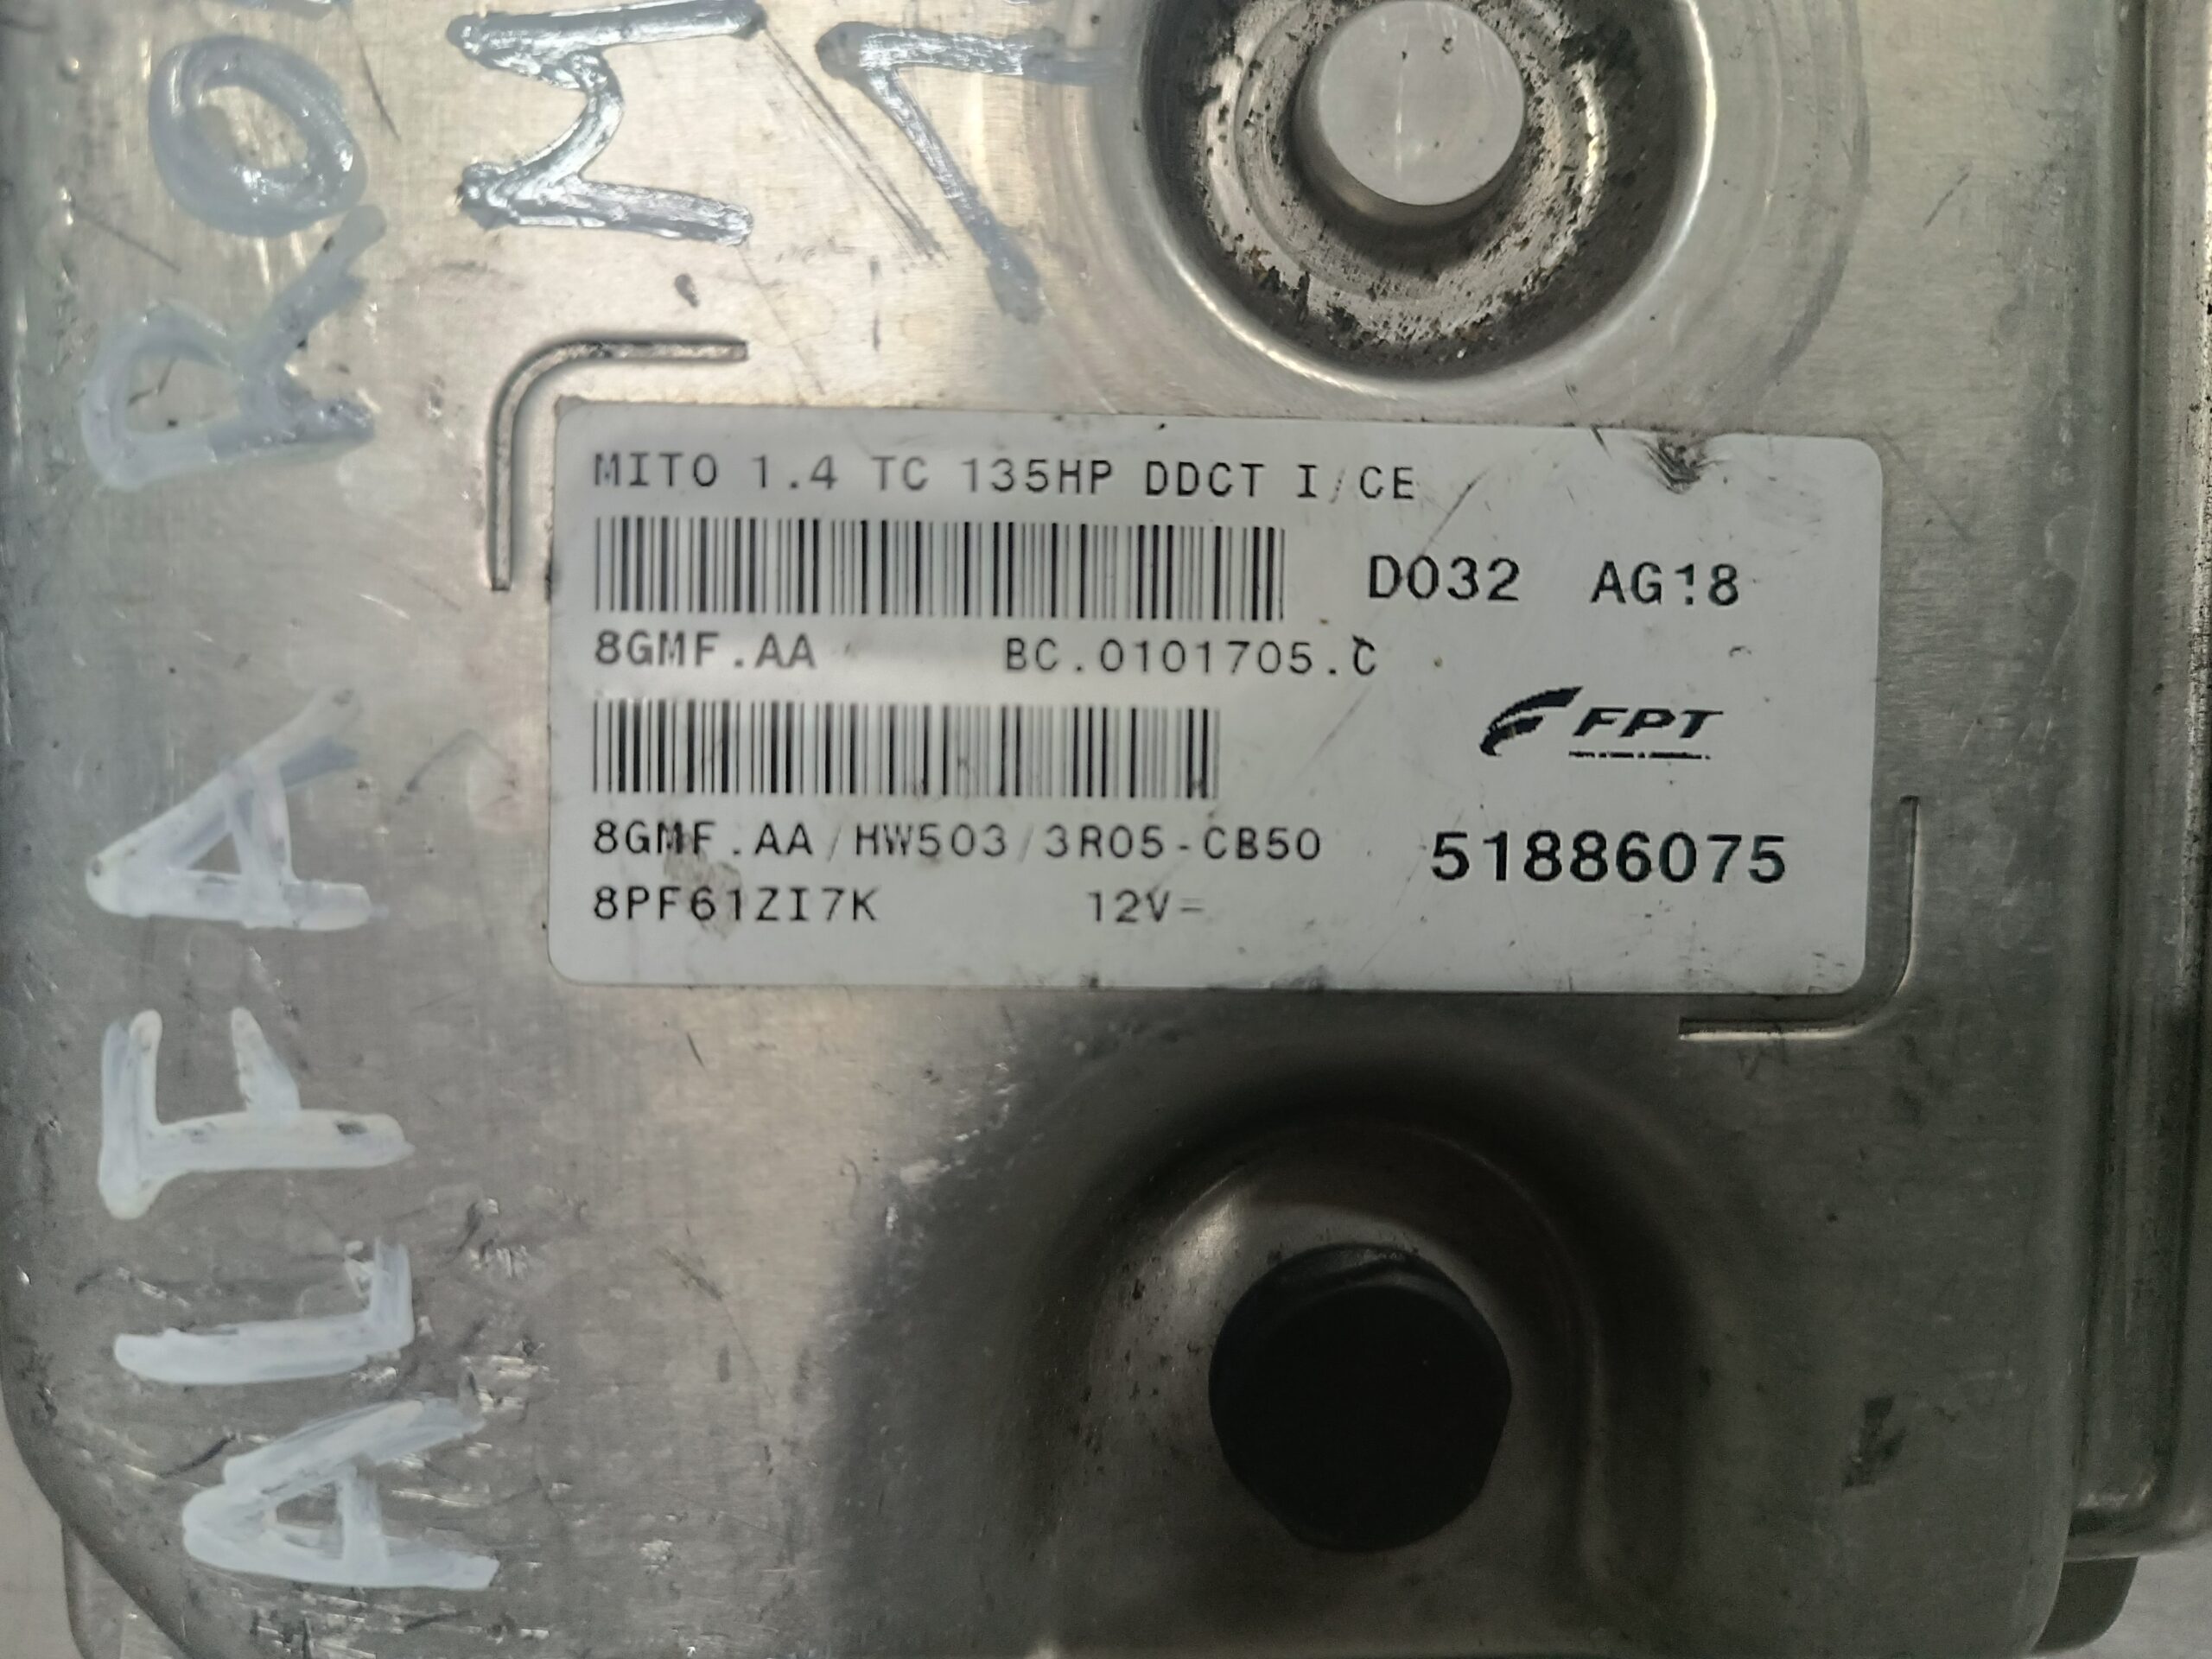 MITO 1.4 TC 135HP DDCT I/CE
D032 AG18
8GMF.AA BC.0101705.C
FPT
8GMF.AA/HW503/3R05-CB50
51886075
8PF61ZI7K 12V=
ALFA